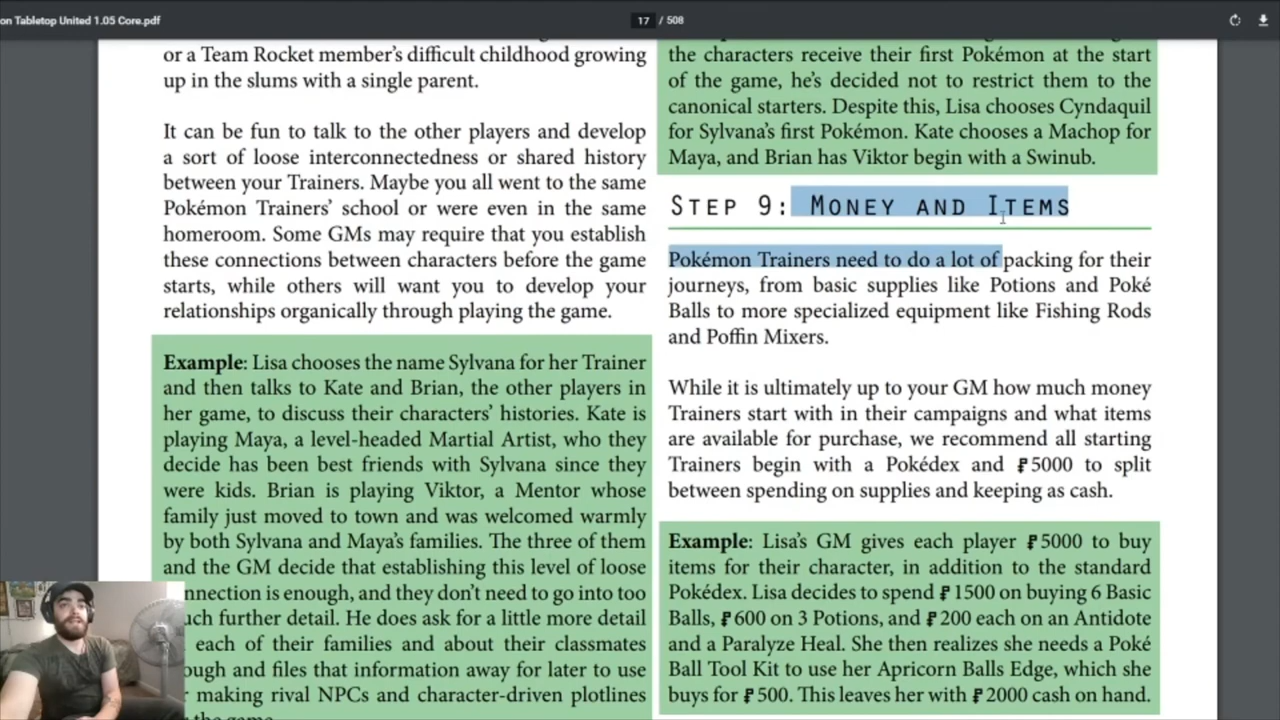 on Tabletop United 1.05 Core.pdf
17 / 508
or a Team Rocket member's difficult childhood growing
up in the slums with a single parent.
It can be fun to talk to the other players and develop
a sort of loose interconnectedness or shared history
between your Trainers. Maybe you all went to the same
Pokémon Trainers' school or were even in the same
homeroom. Some GMs may require that you establish
these connections between characters before the game
starts, while others will want you to develop your
relationships organically through playing the game.
Example: Lisa chooses the name Sylvana for her Trainer
and then talks to Kate and Brian, the other players in
her game, to discuss their characters' histories. Kate is
playing Maya, a level-headed Martial Artist, who they
decide has been best friends with Sylvana since they
were kids. Brian is playing Viktor, a Mentor whose
family just moved to town and was welcomed warmly
by both Sylvana and Maya's families. The three of them
and the GM decide that establishing this level of loose
nnection is enough, and they don't need to go into too
uch further detail. He does ask for a little more detail
each of their families and about their classmates
ough and files that information away for later to use
making rival NPCs and character-driven plotlines
the game.
the characters receive their first Pokémon at the start
of the game, he's decided not to restrict them to the
canonical starters. Despite this, Lisa chooses Cyndaquil
for Sylvana's first Pokémon. Kate chooses a Machop for
Maya, and Brian has Viktor begin with a Swinub.
Step 9: Money and Items
Pokémon Trainers need to do a lot of packing for their
journeys, from basic supplies like Potions and Poké
Balls to more specialized equipment like Fishing Rods
and Poffin Mixers.
While it is ultimately up to your GM how much money
Trainers start with in their campaigns and what items
are available for purchase, we recommend all starting
Trainers begin with a Pokédex and ₽5000 to split
between spending on supplies and keeping as cash.
Example: Lisa's GM gives each player ₽5000 to buy
items for their character, in addition to the standard
Pokédex. Lisa decides to spend ₽1500 on buying 6 Basic
Balls, ₽600 on 3 Potions, and ₽200 each on an Antidote
and a Paralyze Heal. She then realizes she needs a Poké
Ball Tool Kit to use her Apricorn Balls Edge, which she
buys for ₽500. This leaves her with ₽2000 cash on hand.